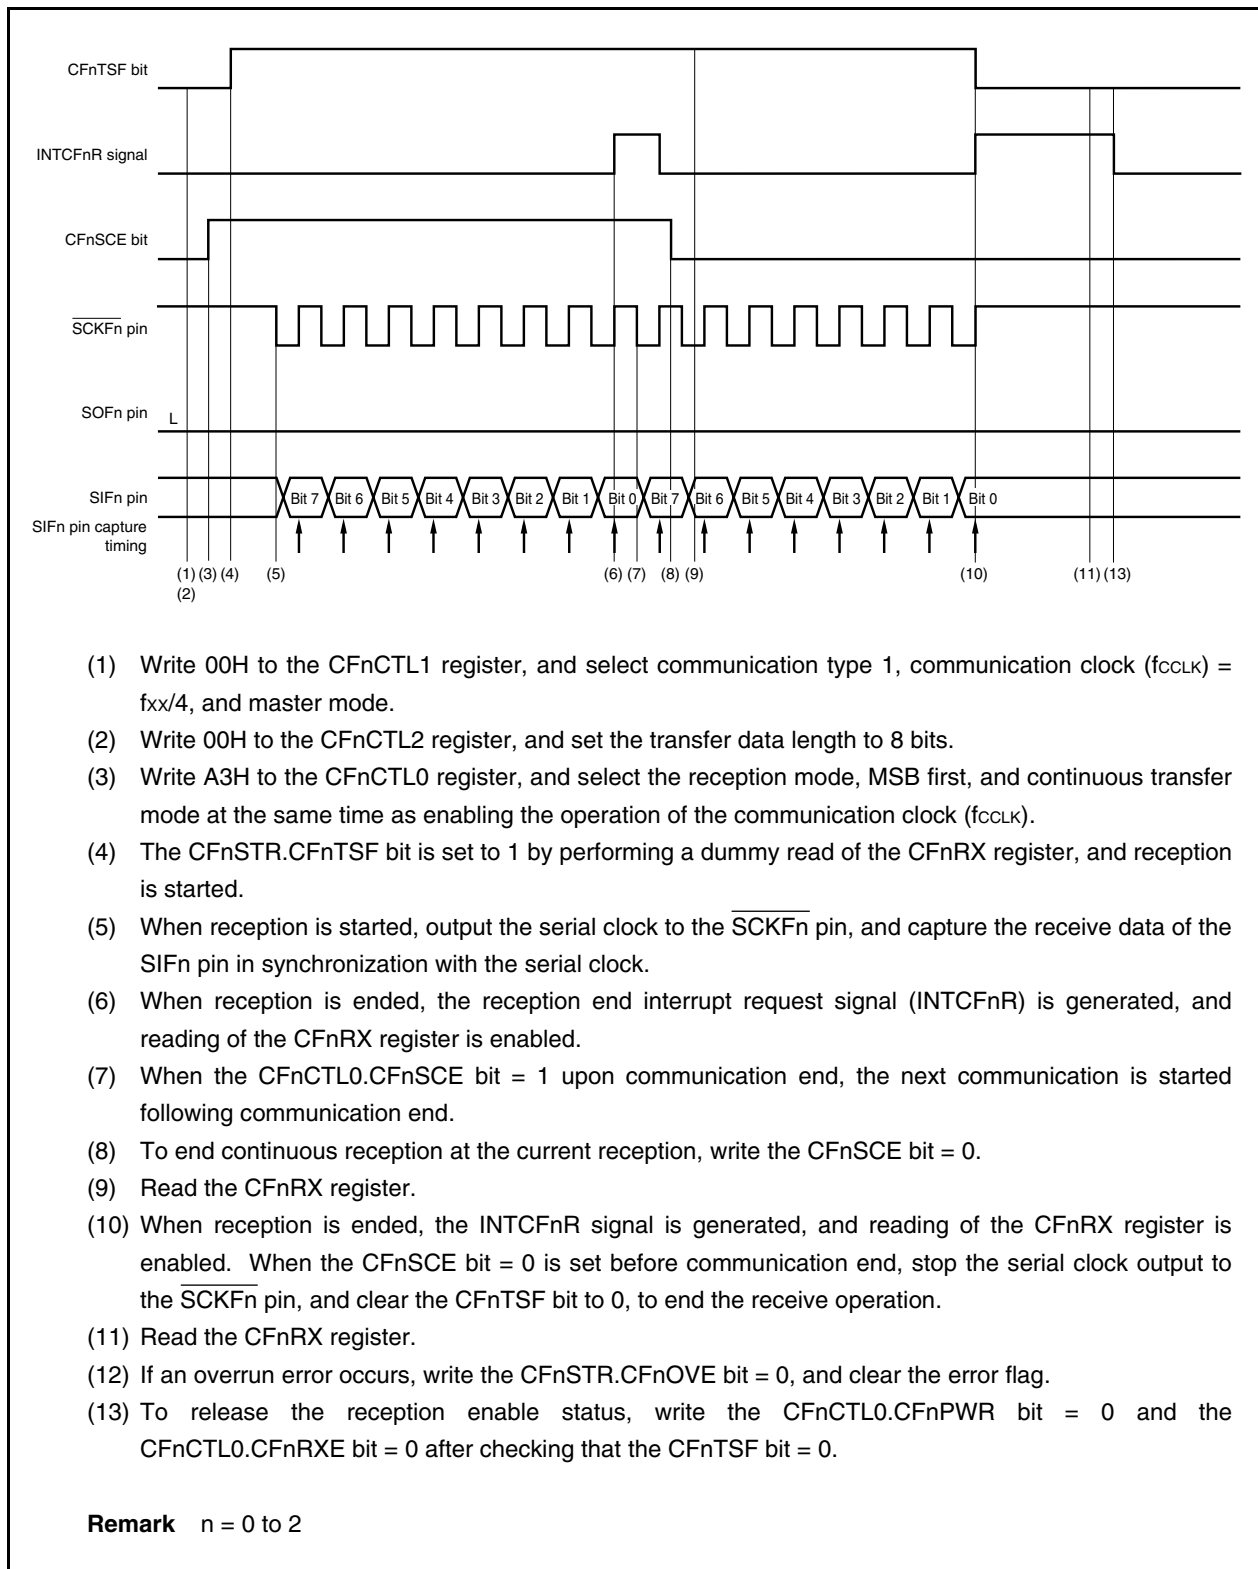 CFnTSF bit
INTCFnR signal
CFnSCE bit
SCKFn pin
SOFn pin L
SIFn pin Bit 7 Bit 6 Bit 5 Bit 4 Bit 3 Bit 2 Bit 1 Bit 0 Bit 7 Bit 6 Bit 5 Bit 4 Bit 3 Bit 2 Bit 1 Bit 0
SIFn pin capture
timing
(1) (3) (4) (5) (6) (7) (8) (9) (10) (11) (13)
(2)
(1) Write 00H to the CFnCTL1 register, and select communication type 1, communication clock (fCCLK) =
fXX/4, and master mode.
(2) Write 00H to the CFnCTL2 register, and set the transfer data length to 8 bits.
(3) Write A3H to the CFnCTL0 register, and select the reception mode, MSB first, and continuous transfer
mode at the same time as enabling the operation of the communication clock (fCCLK).
(4) The CFnSTR.CFnTSF bit is set to 1 by performing a dummy read of the CFnRX register, and reception
is started.
(5) When reception is started, output the serial clock to the SCKFn pin, and capture the receive data of the
SIFn pin in synchronization with the serial clock.
(6) When reception is ended, the reception end interrupt request signal (INTCFnR) is generated, and
reading of the CFnRX register is enabled.
(7) When the CFnCTL0.CFnSCE bit = 1 upon communication end, the next communication is started
following communication end.
(8) To end continuous reception at the current reception, write the CFnSCE bit = 0.
(9) Read the CFnRX register.
(10) When reception is ended, the INTCFnR signal is generated, and reading of the CFnRX register is
enabled. When the CFnSCE bit = 0 is set before communication end, stop the serial clock output to
the SCKFn pin, and clear the CFnTSF bit to 0, to end the receive operation.
(11) Read the CFnRX register.
(12) If an overrun error occurs, write the CFnSTR.CFnOVE bit = 0, and clear the error flag.
(13) To release the reception enable status, write the CFnCTL0.CFnPWR bit = 0 and the
CFnCTL0.CFnRXE bit = 0 after checking that the CFnTSF bit = 0.
Remark n = 0 to 2